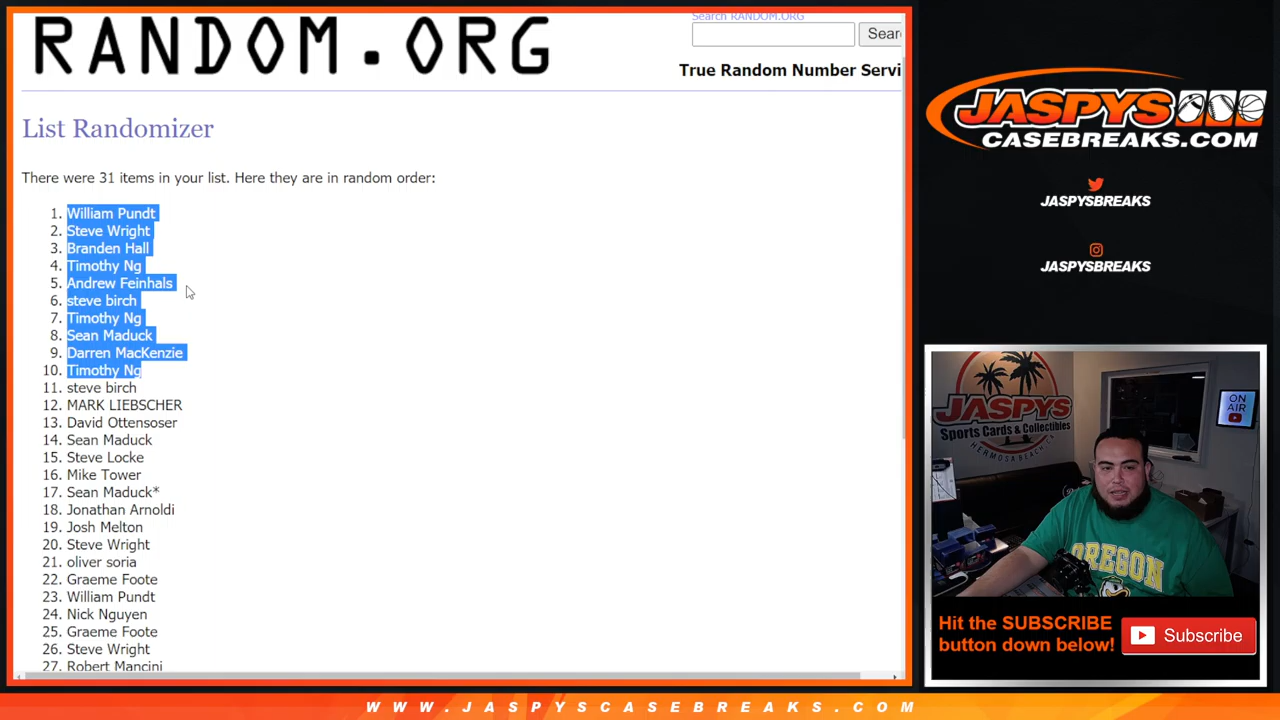 RANDOM.ORG
Search RANDOM.ORG
Sear
True Random Number Servi
List Randomizer
There were 31 items in your list. Here they are in random order:
1. William Pundt
2. Steve Wright
3. Branden Hall
4. Timothy Ng
5. Andrew Feinhals
6. steve birch
7. Timothy Ng
8. Sean Maduck
9. Darren MacKenzie
10. Timothy Ng
11. steve birch
12. MARK LIEBSCHER
13. David Ottensoser
14. Sean Maduck
15. Steve Locke
16. Mike Tower
17. Sean Maduck*
18. Jonathan Arnoldi
19. Josh Melton
20. Steve Wright
21. oliver soria
22. Graeme Foote
23. William Pundt
24. Nick Nguyen
25. Graeme Foote
26. Steve Wright
27. Robert Mancini
JASPYS
CASEBREAKS.COM
JASPYSBREAKS
JASPYSBREAKS
JASPYS
Sports Cards & Collectibles
HERMOSA BEACH, CA
ON
AIR
OREGON
Hit the SUBSCRIBE
button down below!
Subscribe
WWW.JASPYSCASEBREAKS.COM